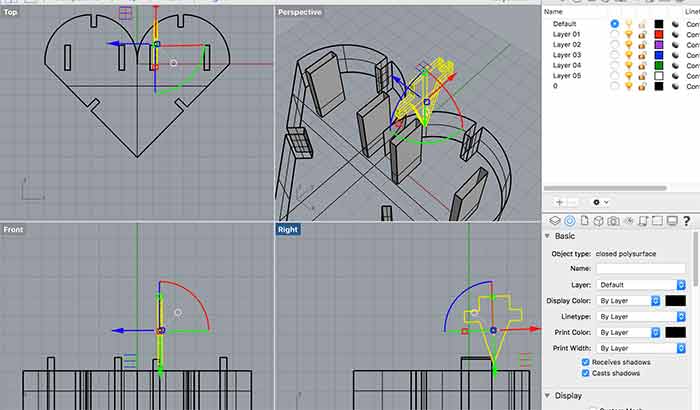 Top
Perspective
Front
Right
Name
Linet
Default
Con
Layer 01
Con
Layer 02
Con
Layer 03
Con
Layer 04
Con
Layer 05
Con
0
Con
Basic
Object type: closed polysurface
Name:
Layer: Default
Display Color: By Layer
Linetype: By Layer
Print Color: By Layer
Print Width: By Layer
Receives shadows
Casts shadows
Display